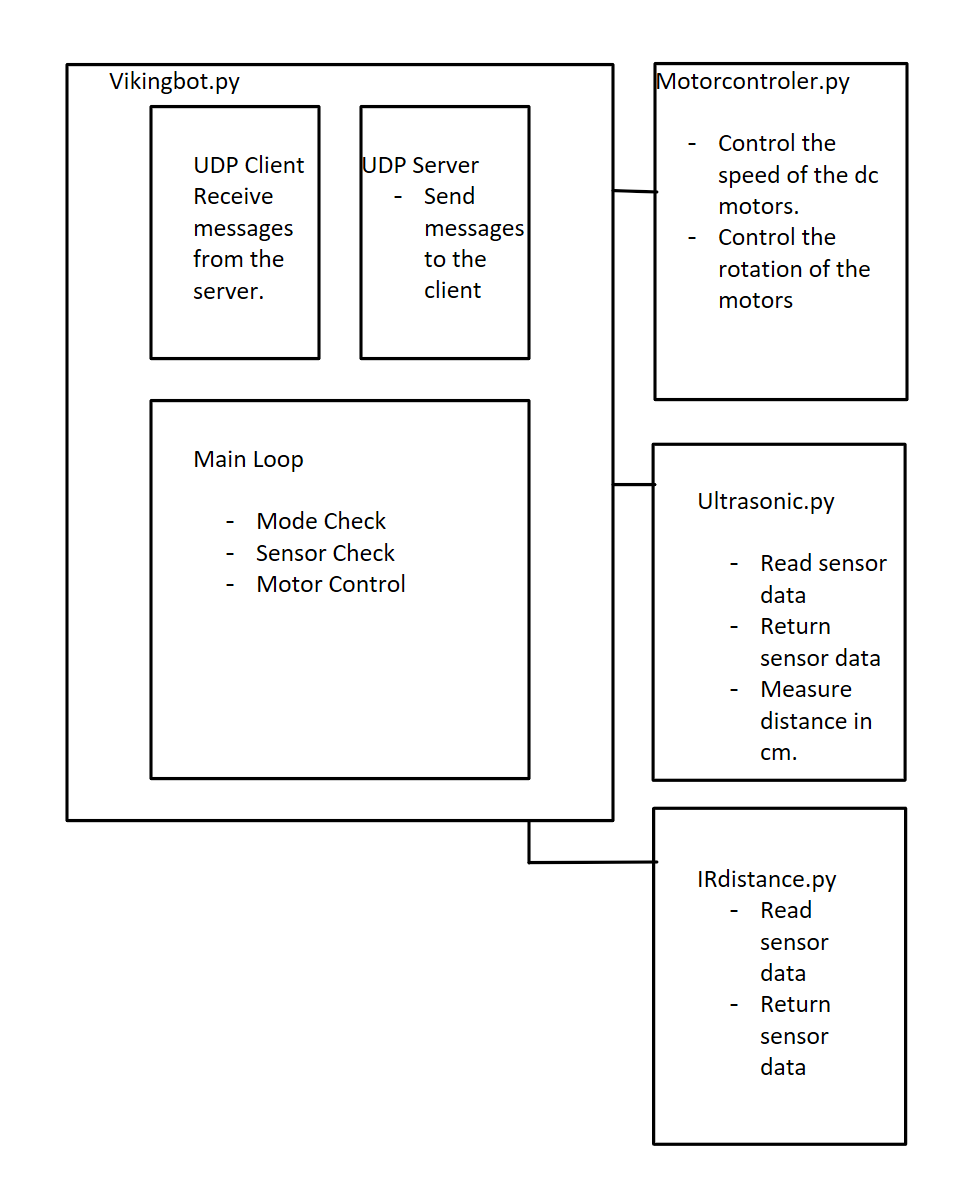 Vikingbot.py
UDP Client
Receive
messages
from the
server.
UDP Server
- Send
messages
to the
client
Main Loop
- Mode Check
- Sensor Check
- Motor Control
Motorcontroler.py
- Control the
speed of the dc
motors.
- Control the
rotation of the
motors
Ultrasonic.py
- Read sensor
data
- Return
sensor data
- Measure
distance in
cm.
IRdistance.py
- Read
sensor
data
- Return
sensor
data